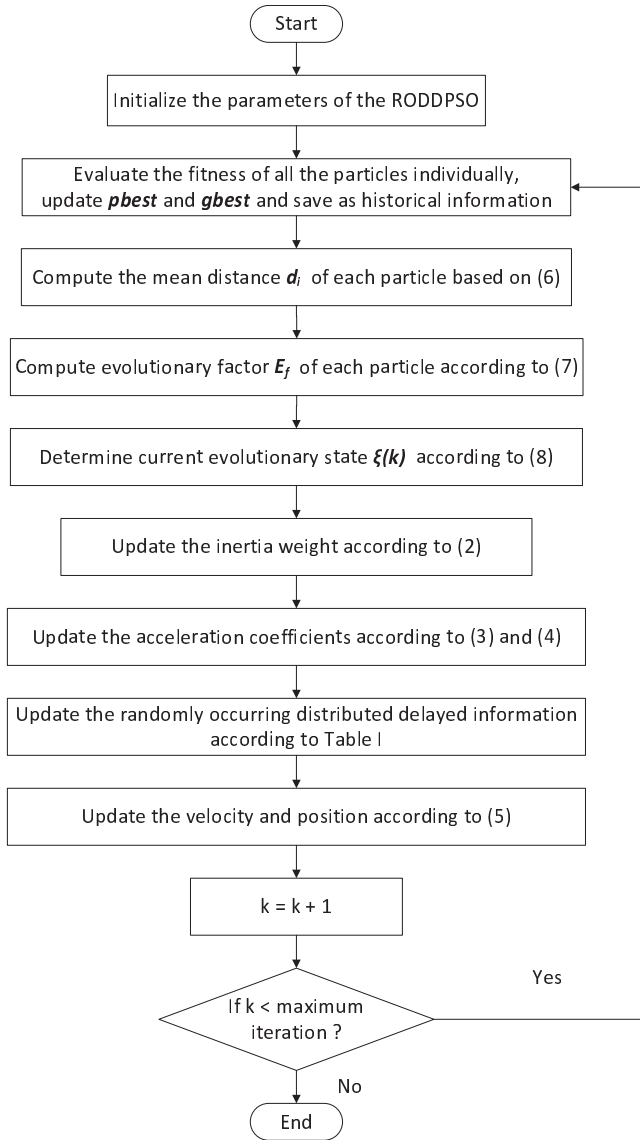 Start
Initialize the parameters of the RODDPSO
Evaluate the fitness of all the particles individually,
update pbest and gbest and save as historical information
Compute the mean distance dᵢ of each particle based on (6)
Compute evolutionary factor E_f of each particle according to (7)
Determine current evolutionary state ξ(k) according to (8)
Update the inertia weight according to (2)
Update the acceleration coefficients according to (3) and (4)
Update the randomly occurring distributed delayed information
according to Table I
Update the velocity and position according to (5)
k = k + 1
If k < maximum
iteration ?
Yes
No
End